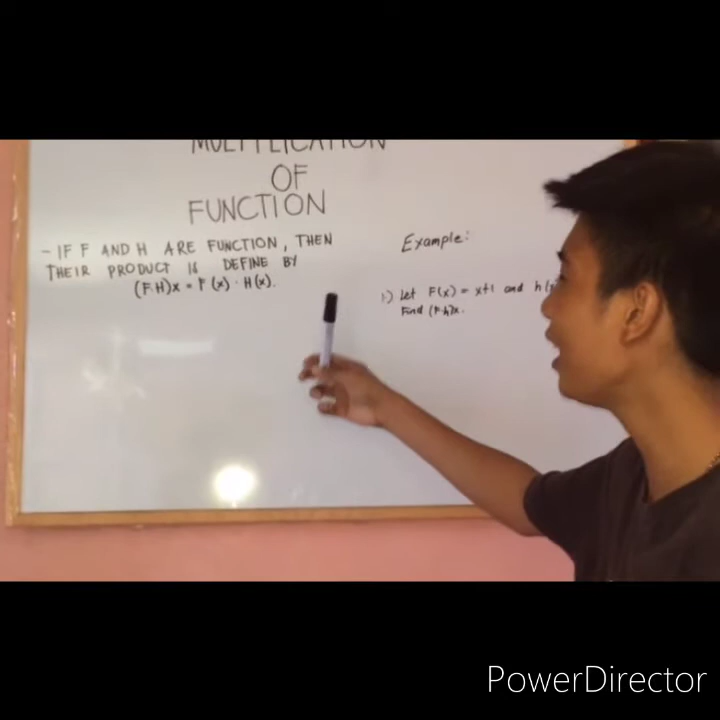 MULTIPLICATION
OF
FUNCTION
- IF F AND H ARE FUNCTION, THEN
THEIR PRODUCT IS DEFINE BY
(F·H)x = F(x) · H(x).
Example:
1.) Let F(x) = x+1 and h(x
Find (F·h)x.
PowerDirector